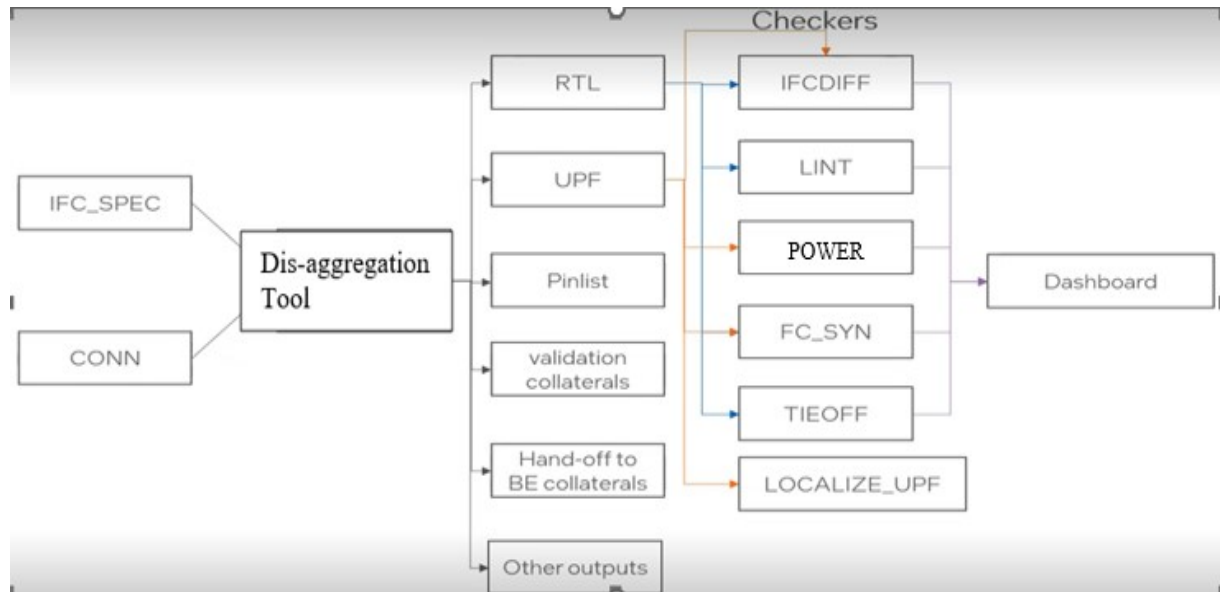 Checkers
RTL
IFCDIFF
UPF
LINT
IFC_SPEC
Dis-aggregation
Tool
POWER
Pinlist
Dashboard
CONN
FC_SYN
validation
collaterals
TIEOFF
Hand-off to
BE collaterals
LOCALIZE_UPF
Other outputs